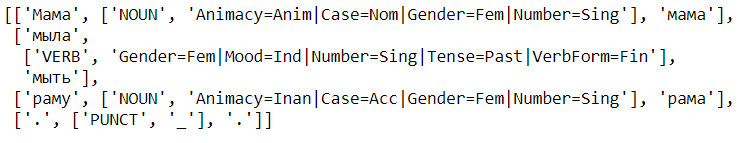 [['Мама', ['NOUN', 'Animacy=Anim|Case=Nom|Gender=Fem|Number=Sing'], 'мама'],
['мыла',
['VERB', 'Gender=Fem|Mood=Ind|Number=Sing|Tense=Past|VerbForm=Fin'],
'мыть'],
['раму', ['NOUN', 'Animacy=Inan|Case=Acc|Gender=Fem|Number=Sing'], 'рама'],
['.', ['PUNCT', '_'], '.']]